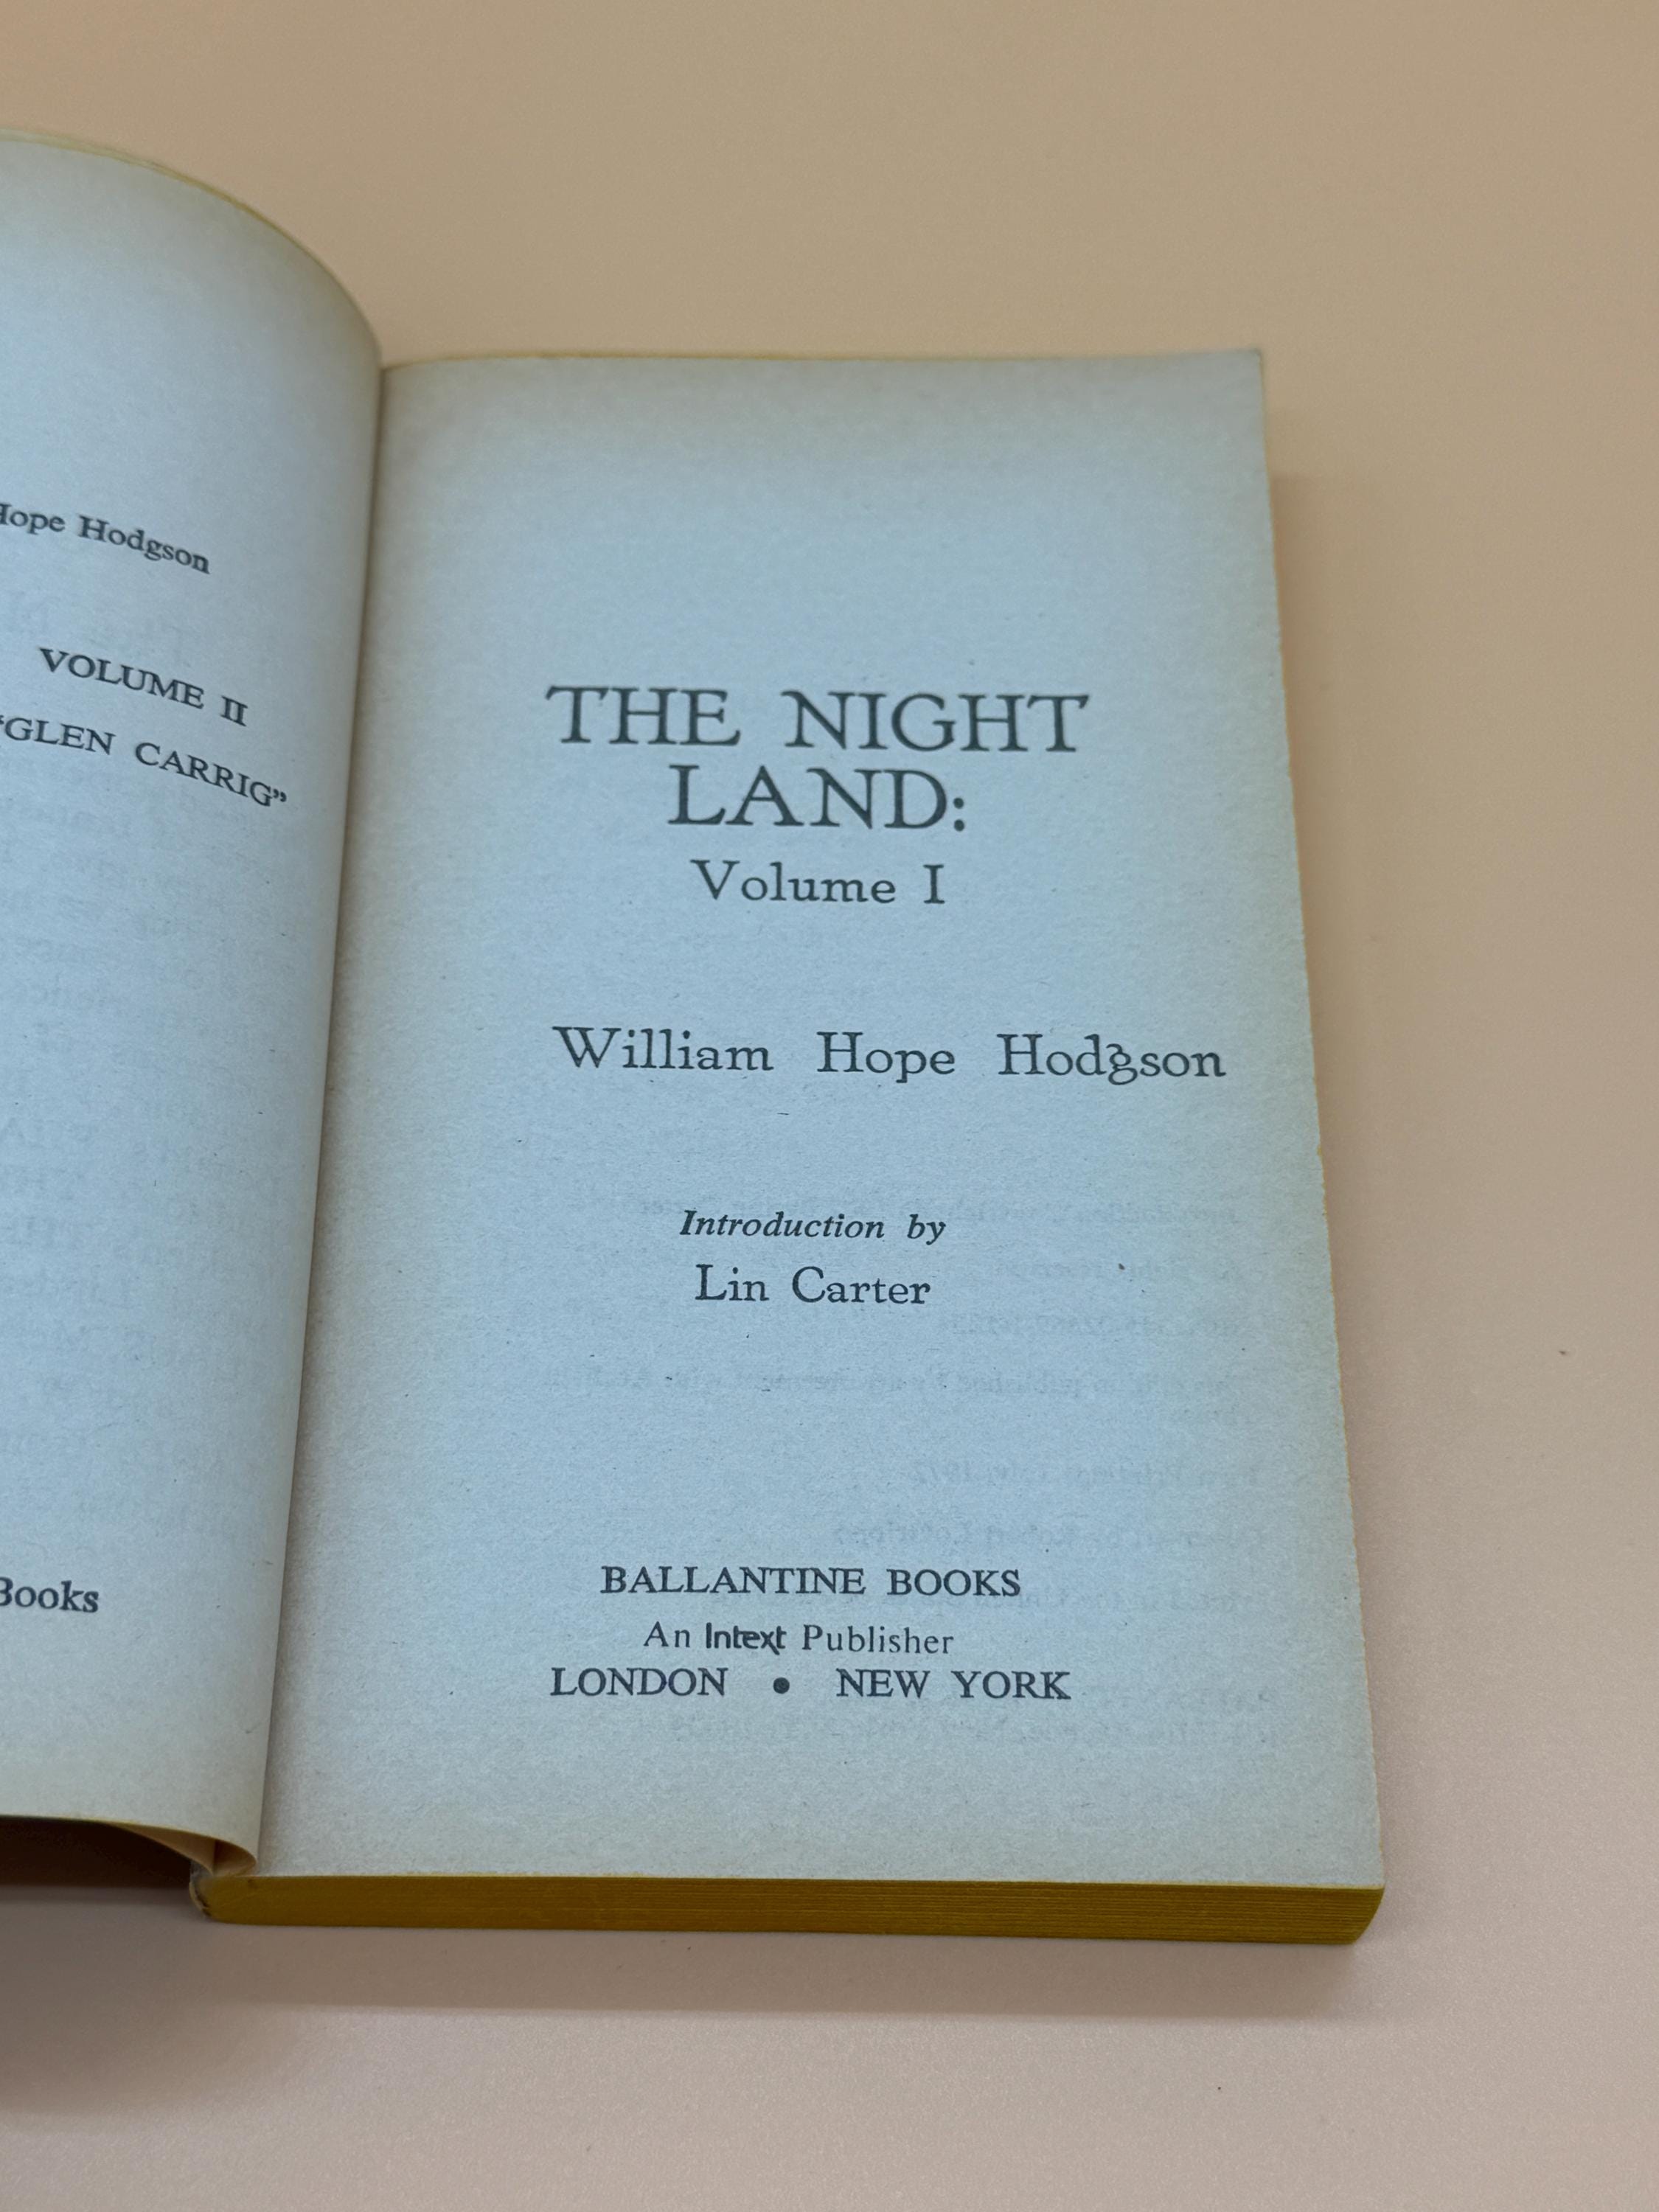 Hope Hodgson
VOLUME II
“GLEN CARRIG”
Books
THE NIGHT
LAND:
Volume I
William Hope Hodgson
Introduction by
Lin Carter
BALLANTINE BOOKS
An Intext Publisher
LONDON • NEW YORK